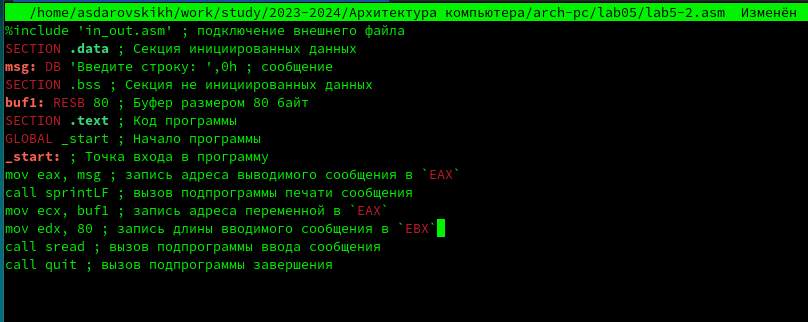 /home/asdarovskikh/work/study/2023-2024/Архитектура компьютера/arch-pc/lab05/lab5-2.asm Изменён
%include 'in_out.asm' ; подключение внешнего файла
SECTION .data ; Секция инициированных данных
msg: DB 'Введите строку: ',0h ; сообщение
SECTION .bss ; Секция не инициированных данных
buf1: RESB 80 ; Буфер размером 80 байт
SECTION .text ; Код программы
GLOBAL _start ; Начало программы
_start: ; Точка входа в программу
mov eax, msg ; запись адреса выводимого сообщения в `EAX`
call sprintLF ; вызов подпрограммы печати сообщения
mov ecx, buf1 ; запись адреса переменной в `EAX`
mov edx, 80 ; запись длины вводимого сообщения в `EBX`
call sread ; вызов подпрограммы ввода сообщения
call quit ; вызов подпрограммы завершения